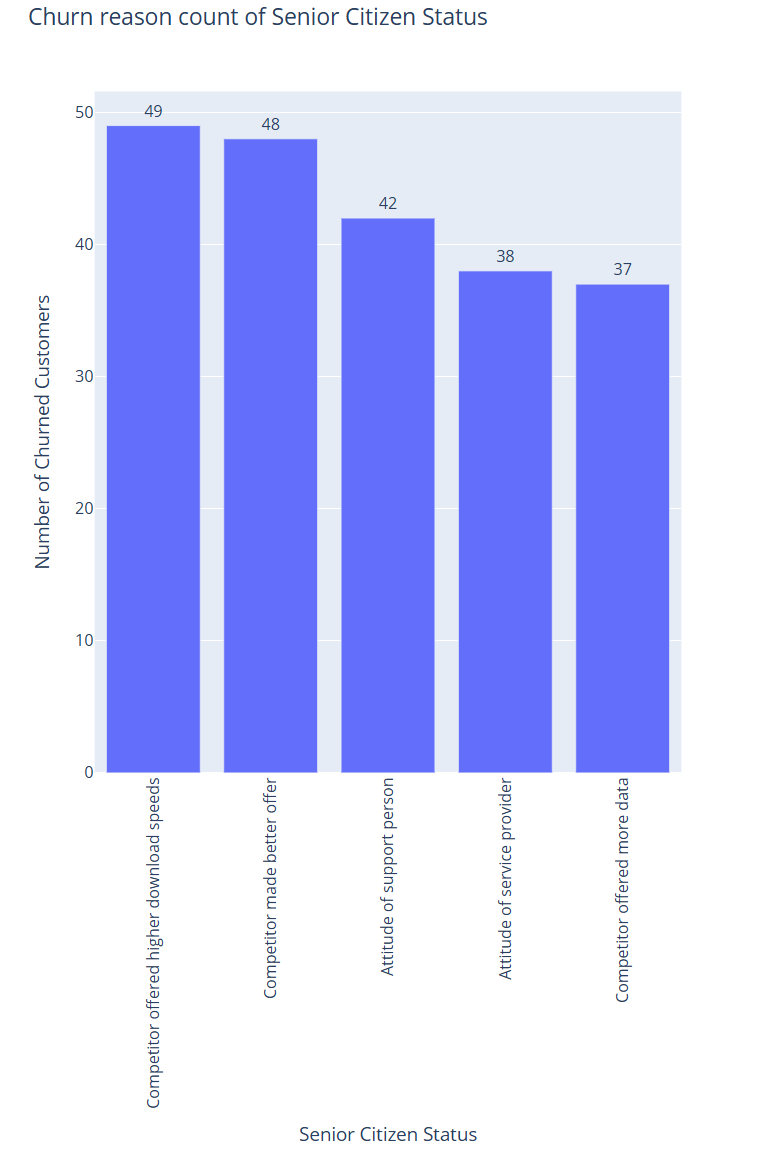 Churn reason count of Senior Citizen Status
Number of Churned Customers
50
40
30
20
10
0
49
48
42
38
37
Competitor offered higher download speeds
Competitor made better offer
Attitude of support person
Attitude of service provider
Competitor offered more data
Senior Citizen Status